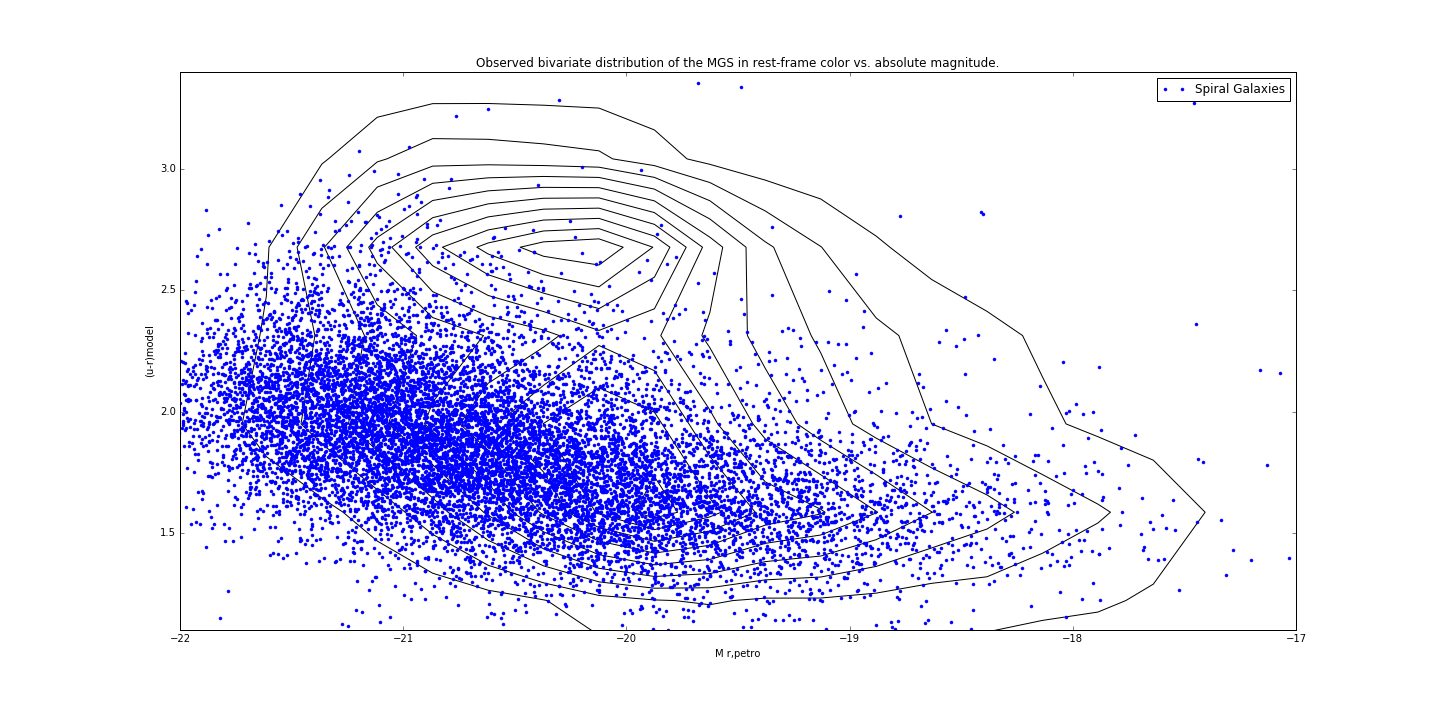 Observed bivariate distribution of the MGS in rest-frame color vs. absolute magnitude.
Spiral Galaxies
3.0
2.5
(u-r)model
2.0
1.5
−22 −21 −20 −19 −18 −17
M r,petro